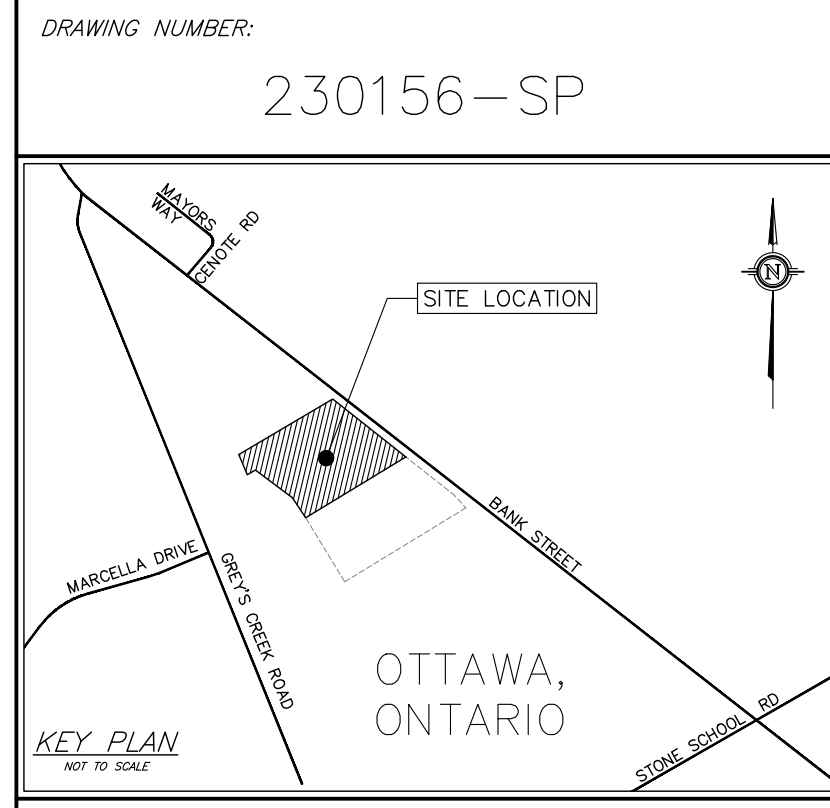 DRAWING NUMBER:
230156-SP
MAYORS
WAY
CENOTE RD
N
SITE LOCATION
BANK STREET
MARCELLA DRIVE
GREY'S CREEK ROAD
OTTAWA,
ONTARIO
STONE SCHOOL RD
KEY PLAN
NOT TO SCALE